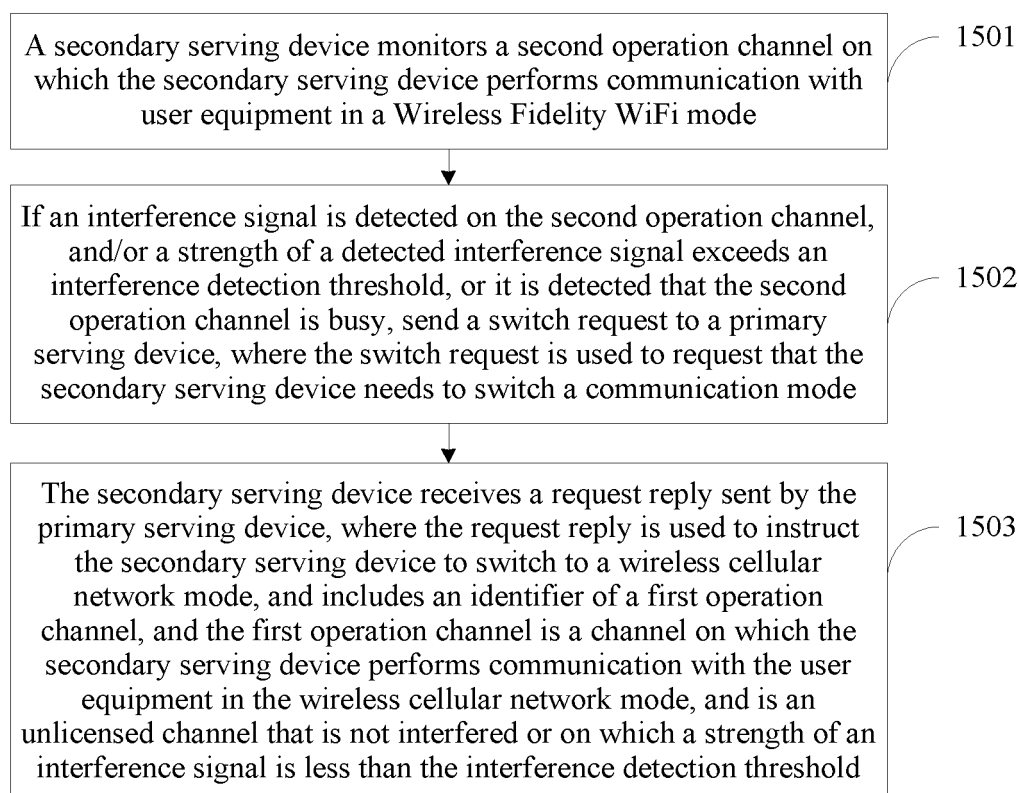 A secondary serving device monitors a second operation channel on
which the secondary serving device performs communication with
user equipment in a Wireless Fidelity WiFi mode
1501
If an interference signal is detected on the second operation channel,
and/or a strength of a detected interference signal exceeds an
interference detection threshold, or it is detected that the second
operation channel is busy, send a switch request to a primary
serving device, where the switch request is used to request that the
secondary serving device needs to switch a communication mode
1502
The secondary serving device receives a request reply sent by the
primary serving device, where the request reply is used to instruct
the secondary serving device to switch to a wireless cellular
network mode, and includes an identifier of a first operation
channel, and the first operation channel is a channel on which the
secondary serving device performs communication with the user
equipment in the wireless cellular network mode, and is an
unlicensed channel that is not interfered or on which a strength of an
interference signal is less than the interference detection threshold
1503